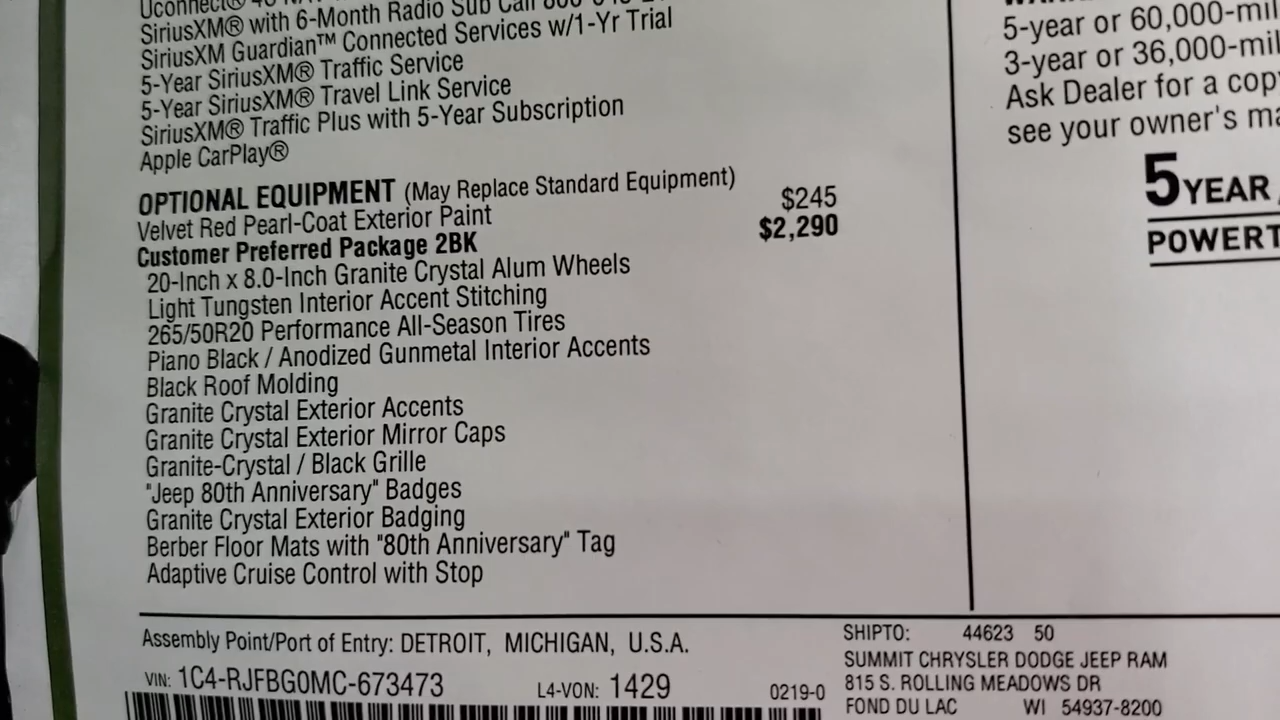 SiriusXM® with 6-Month Radio Sub Call
SiriusXM Guardian™ Connected Services w/1-Yr Trial
5-Year SiriusXM® Traffic Service
5-Year SiriusXM® Travel Link Service
SiriusXM® Traffic Plus with 5-Year Subscription
Apple CarPlay®
OPTIONAL EQUIPMENT (May Replace Standard Equipment)
Velvet Red Pearl-Coat Exterior Paint $245
Customer Preferred Package 2BK $2,290
20-Inch x 8.0-Inch Granite Crystal Alum Wheels
Light Tungsten Interior Accent Stitching
265/50R20 Performance All-Season Tires
Piano Black / Anodized Gunmetal Interior Accents
Black Roof Molding
Granite Crystal Exterior Accents
Granite Crystal Exterior Mirror Caps
Granite-Crystal / Black Grille
"Jeep 80th Anniversary" Badges
Granite Crystal Exterior Badging
Berber Floor Mats with "80th Anniversary" Tag
Adaptive Cruise Control with Stop
5-year or 60,000-mil
3-year or 36,000-mil
Ask Dealer for a cop
see your owner's ma
5 YEAR
POWERT
Assembly Point/Port of Entry: DETROIT, MICHIGAN, U.S.A.
VIN: 1C4-RJFBG0MC-673473 L4-VON: 1429 0219-0
SHIPTO: 44623 50
SUMMIT CHRYSLER DODGE JEEP RAM
815 S. ROLLING MEADOWS DR
FOND DU LAC WI 54937-8200